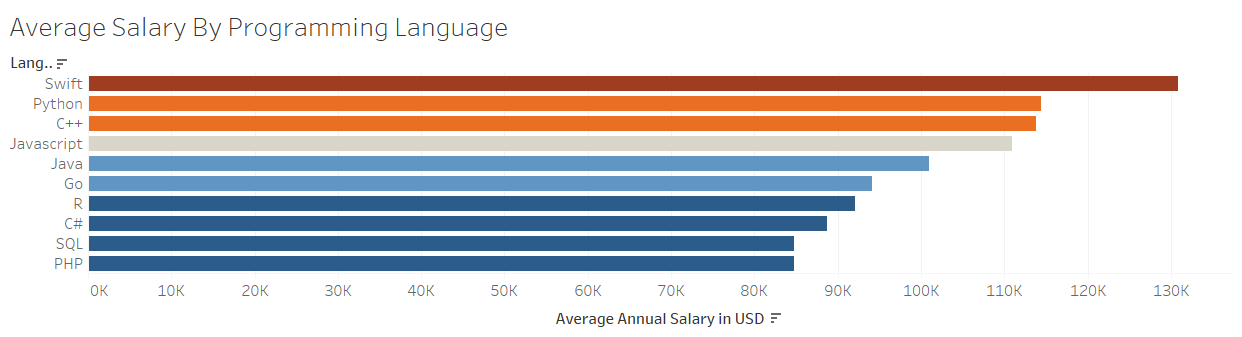 Average Salary By Programming Language
Lang..
Swift
Python
C++
Javascript
Java
Go
R
C#
SQL
PHP
0K 10K 20K 30K 40K 50K 60K 70K 80K 90K 100K 110K 120K 130K
Average Annual Salary in USD